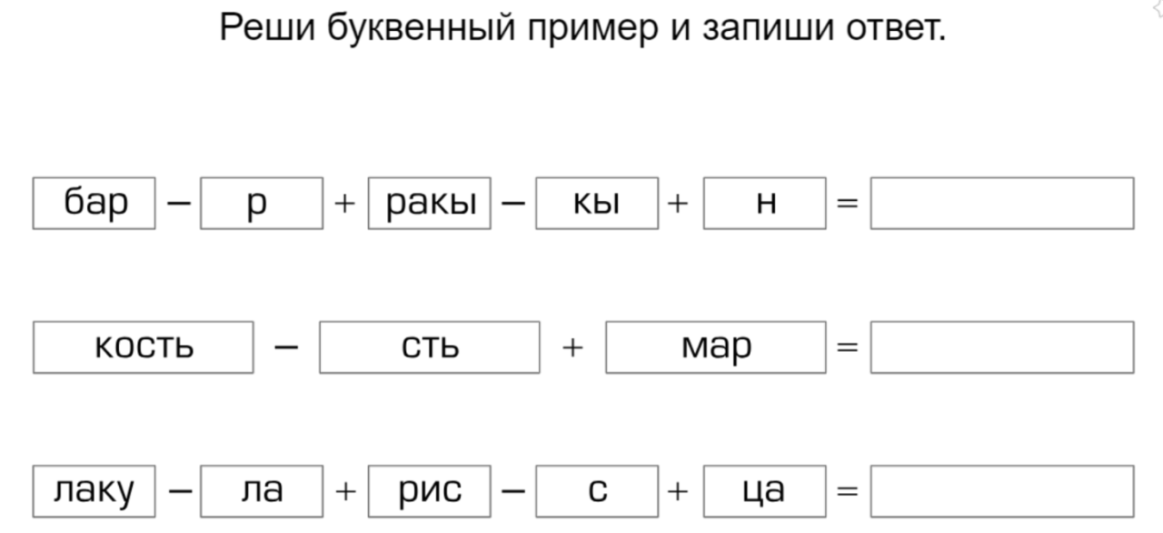 Реши буквенный пример и запиши ответ.
бар − р + ракы − кы + н =
кость − сть + мар =
лаку − ла + рис − с + ца =